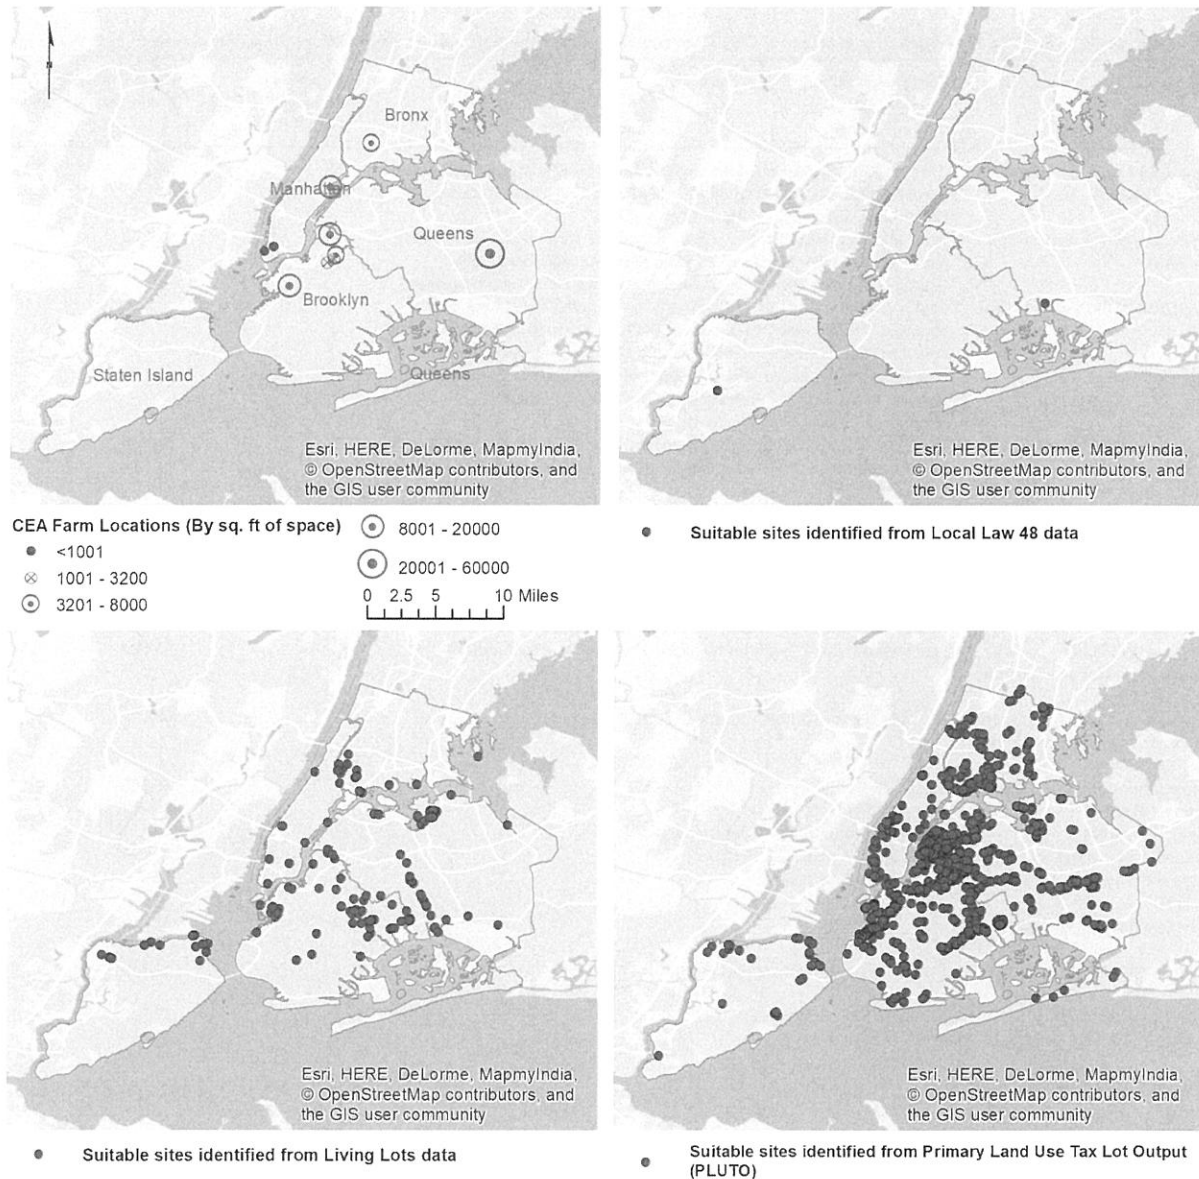 Bronx
Manhattan
Queens
Brooklyn
Staten Island
Queens
Esri, HERE, DeLorme, MapmyIndia,
© OpenStreetMap contributors, and
the GIS user community
Esri, HERE, DeLorme, MapmyIndia,
© OpenStreetMap contributors, and
the GIS user community
CEA Farm Locations (By sq. ft of space)
<1001
1001 - 3200
3201 - 8000
8001 - 20000
20001 - 60000
0 2.5 5 10 Miles
Suitable sites identified from Local Law 48 data
Esri, HERE, DeLorme, MapmyIndia,
© OpenStreetMap contributors, and
the GIS user community
Esri, HERE, DeLorme, MapmyIndia,
© OpenStreetMap contributors, and
the GIS user community
Suitable sites identified from Living Lots data
Suitable sites identified from Primary Land Use Tax Lot Output
(PLUTO)